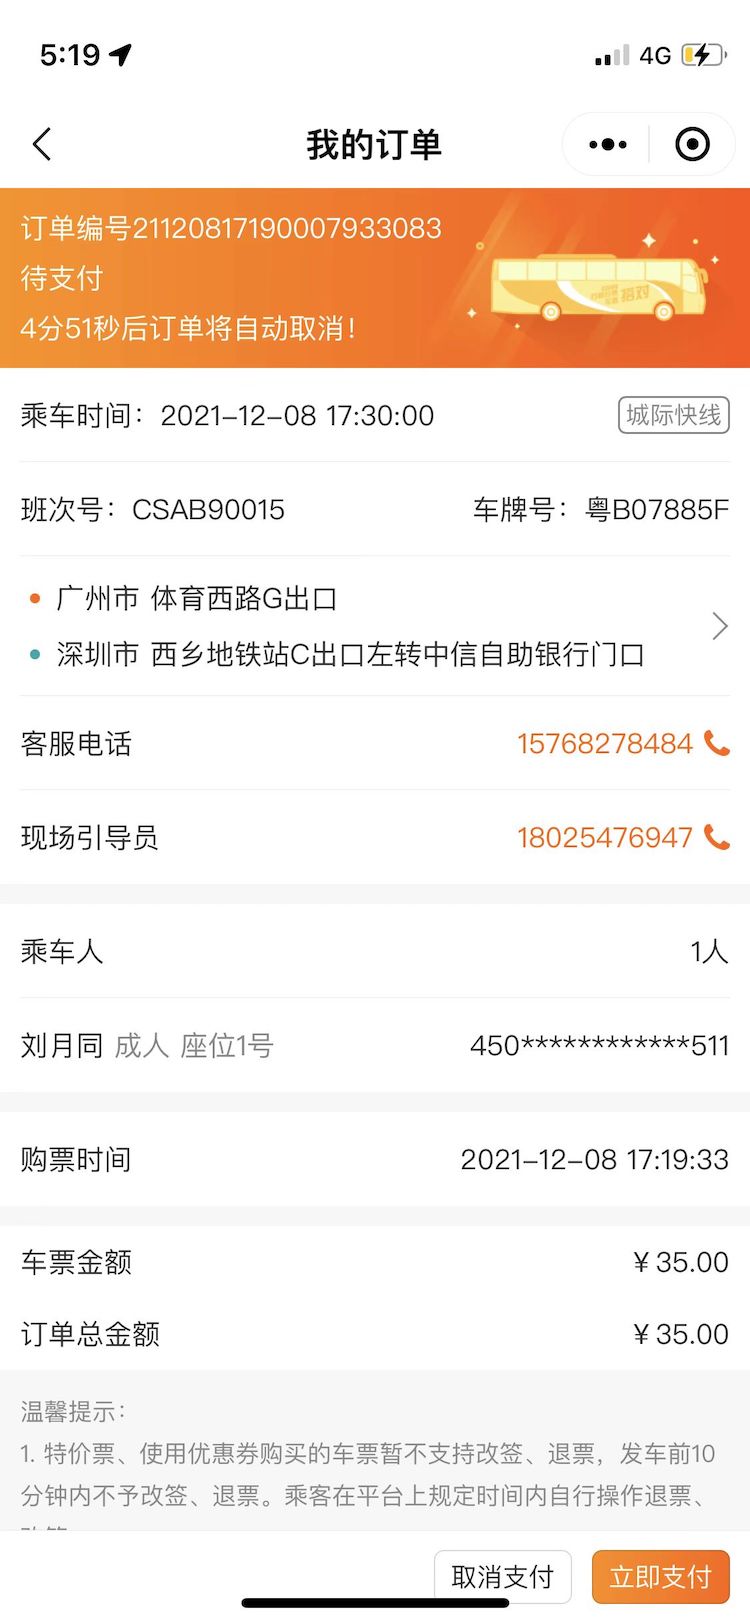 5:19
4G
我的订单
订单编号21120817190007933083
待支付
4分51秒后订单将自动取消!
搭对
乘车时间：2021-12-08 17:30:00
城际快线
班次号：CSAB90015
车牌号：粤B07885F
广州市 体育西路G出口
深圳市 西乡地铁站C出口左转中信自助银行门口
客服电话
15768278484
现场引导员
18025476947
乘车人
1人
刘月同 成人 座位1号
450************511
购票时间
2021-12-08 17:19:33
车票金额
¥ 35.00
订单总金额
¥ 35.00
温馨提示：
1. 特价票、使用优惠券购买的车票暂不支持改签、退票，发车前10
分钟内不予改签、退票。乘客在平台上规定时间内自行操作退票、
取消支付
立即支付